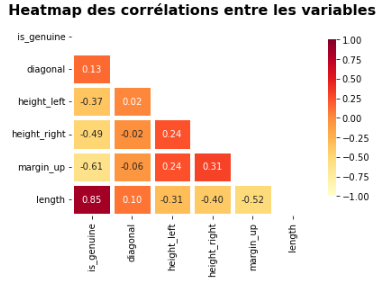 Heatmap des corrélations entre les variables
is_genuine
diagonal 0.13
height_left -0.37 0.02
height_right -0.49 -0.02 0.24
margin_up -0.61 -0.06 0.24 0.31
length 0.85 0.10 -0.31 -0.40 -0.52
is_genuine diagonal height_left height_right margin_up length
1.00
0.75
0.50
0.25
0.00
−0.25
−0.50
−0.75
−1.00